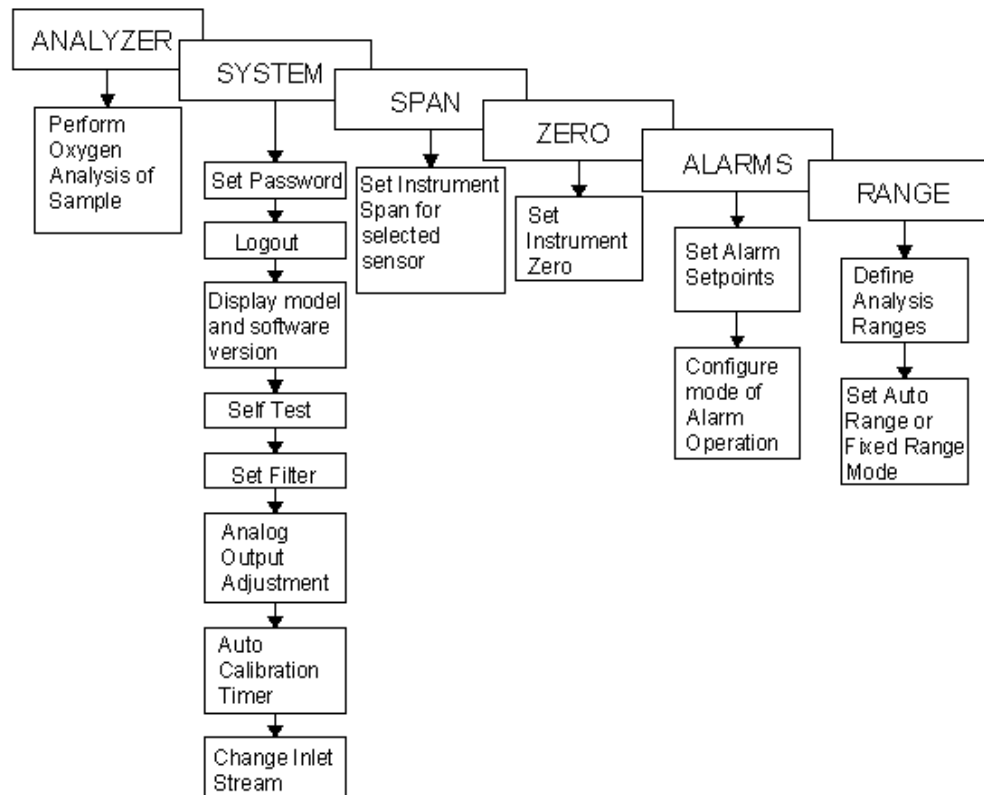 ANALYZER
SYSTEM
SPAN
ZERO
ALARMS
RANGE
Perform
Oxygen
Analysis of
Sample
Set Password
Logout
Display model
and software
version
Self Test
Set Filter
Analog
Output
Adjustment
Auto
Calibration
Timer
Change Inlet
Stream
Set Instrument
Span for
selected
sensor
Set
Instrument
Zero
Set Alarm
Setpoints
Configure
mode of
Alarm
Operation
Define
Analysis
Ranges
Set Auto
Range or
Fixed Range
Mode